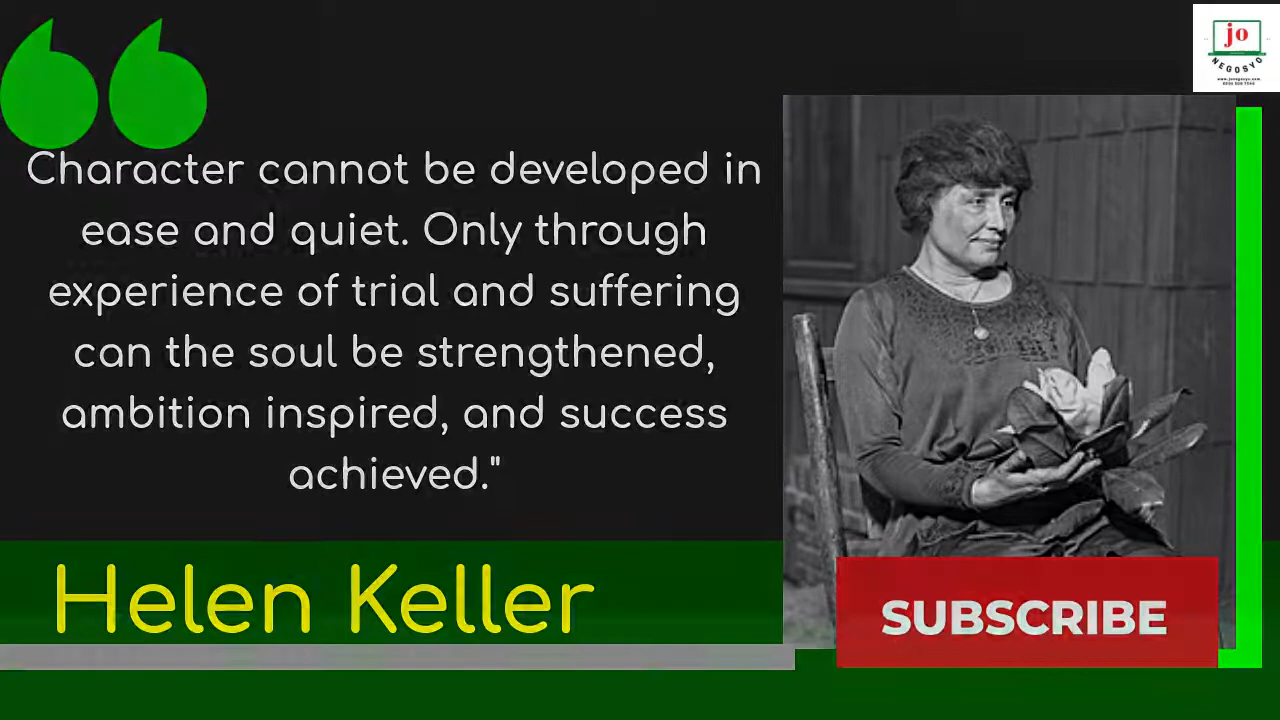 jo
NEGOSYO
Character cannot be developed in
ease and quiet. Only through
experience of trial and suffering
can the soul be strengthened,
ambition inspired, and success
achieved."
Helen Keller
SUBSCRIBE